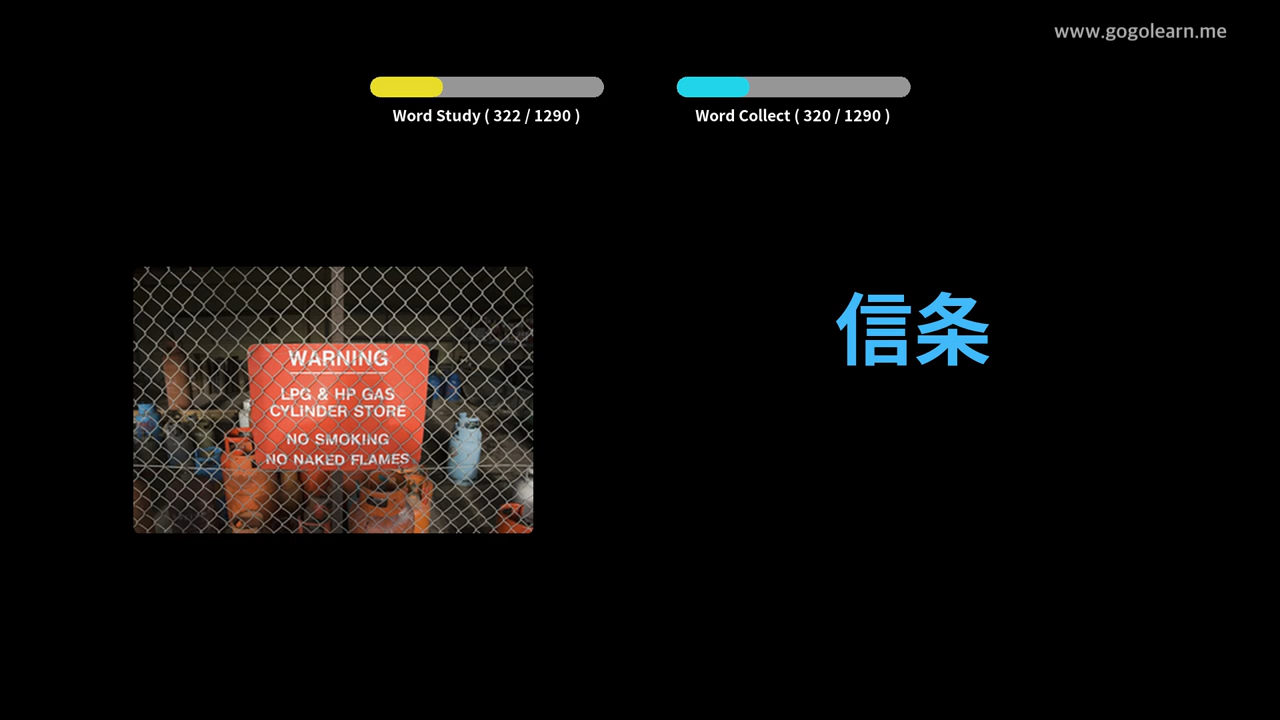 www.gogolearn.me
Word Study ( 322 / 1290 )
Word Collect ( 320 / 1290 )
WARNING
LPG & HP GAS
CYLINDER STORE
NO SMOKING
NO NAKED FLAMES
信条